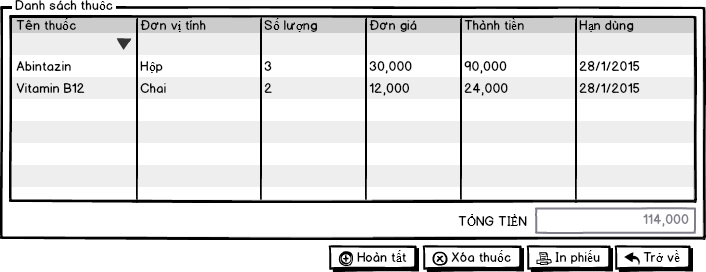 Danh sách thuốc
Tên thuốc Đơn vị tính Số lượng Đơn giá Thành tiền Hạn dùng
Abintazin Hộp 3 30,000 90,000 28/1/2015
Vitamin B12 Chai 2 12,000 24,000 28/1/2015
TỔNG TIỀN 114,000
Hoàn tất Xóa thuốc In phiếu Trở về